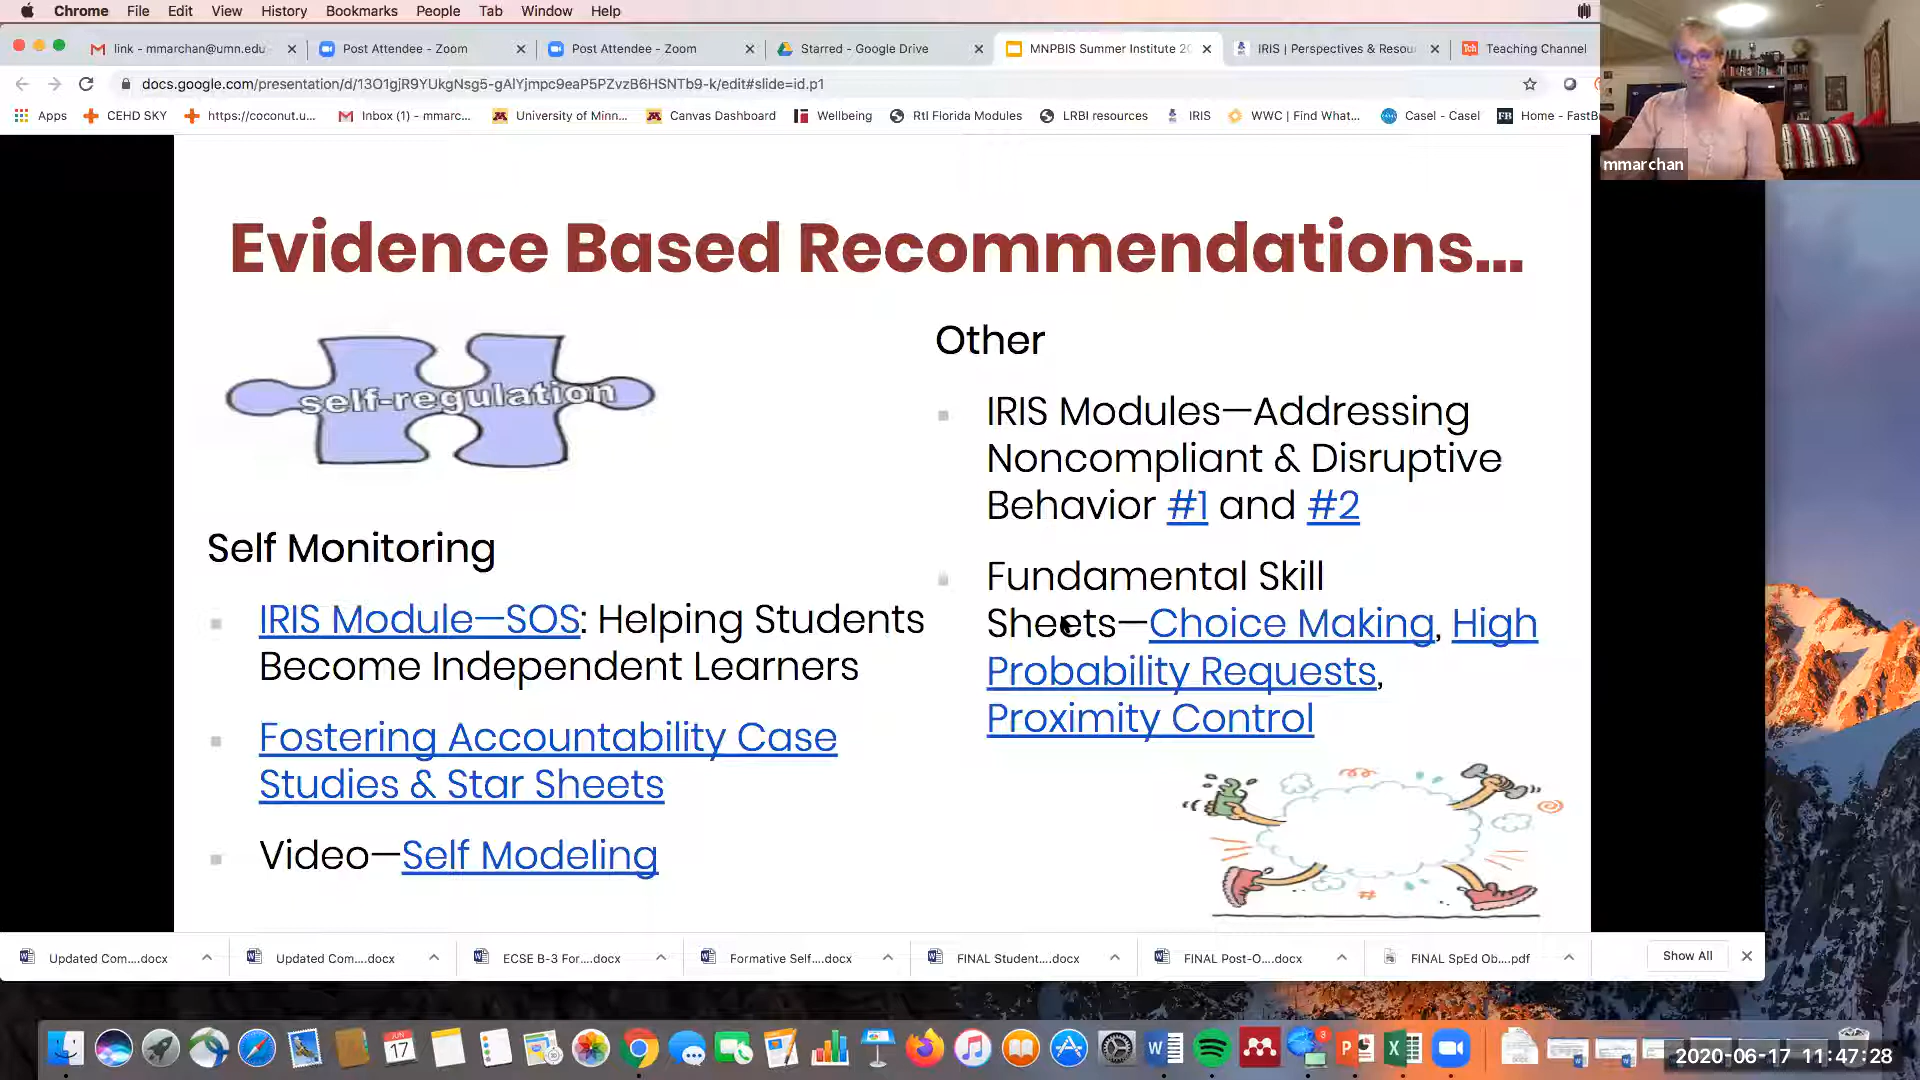 Chrome File Edit View History Bookmarks People Tab Window Help
link - mmarchan@umn.edu
Post Attendee - Zoom
Post Attendee - Zoom
Starred - Google Drive
MNPBIS Summer Institute 20
IRIS | Perspectives & Resou
Teaching Channel
docs.google.com/presentation/d/13O1gjR9YUkgNsg5-gAlYjmpc9eaP5PZvzB6HSNTb9-k/edit#slide=id.p1
Apps
CEHD SKY
https://coconut.u...
Inbox (1) - mmarc...
University of Minn...
Canvas Dashboard
Wellbeing
RtI Florida Modules
LRBI resources
IRIS
WWC | Find What...
Casel - Casel
Home - FastB
mmarchan
Evidence Based Recommendations...
self-regulation
Self Monitoring
IRIS Module—SOS: Helping Students
Become Independent Learners
Fostering Accountability Case
Studies & Star Sheets
Video—Self Modeling
Other
IRIS Modules—Addressing
Noncompliant & Disruptive
Behavior #1 and #2
Fundamental Skill
Sheets—Choice Making, High
Probability Requests,
Proximity Control
Updated Com....docx
Updated Com....docx
ECSE B-3 For....docx
Formative Self....docx
FINAL Student....docx
FINAL Post-O....docx
FINAL SpEd Ob....pdf
Show All
JUN
17
3
2020-06-17 11:47:28